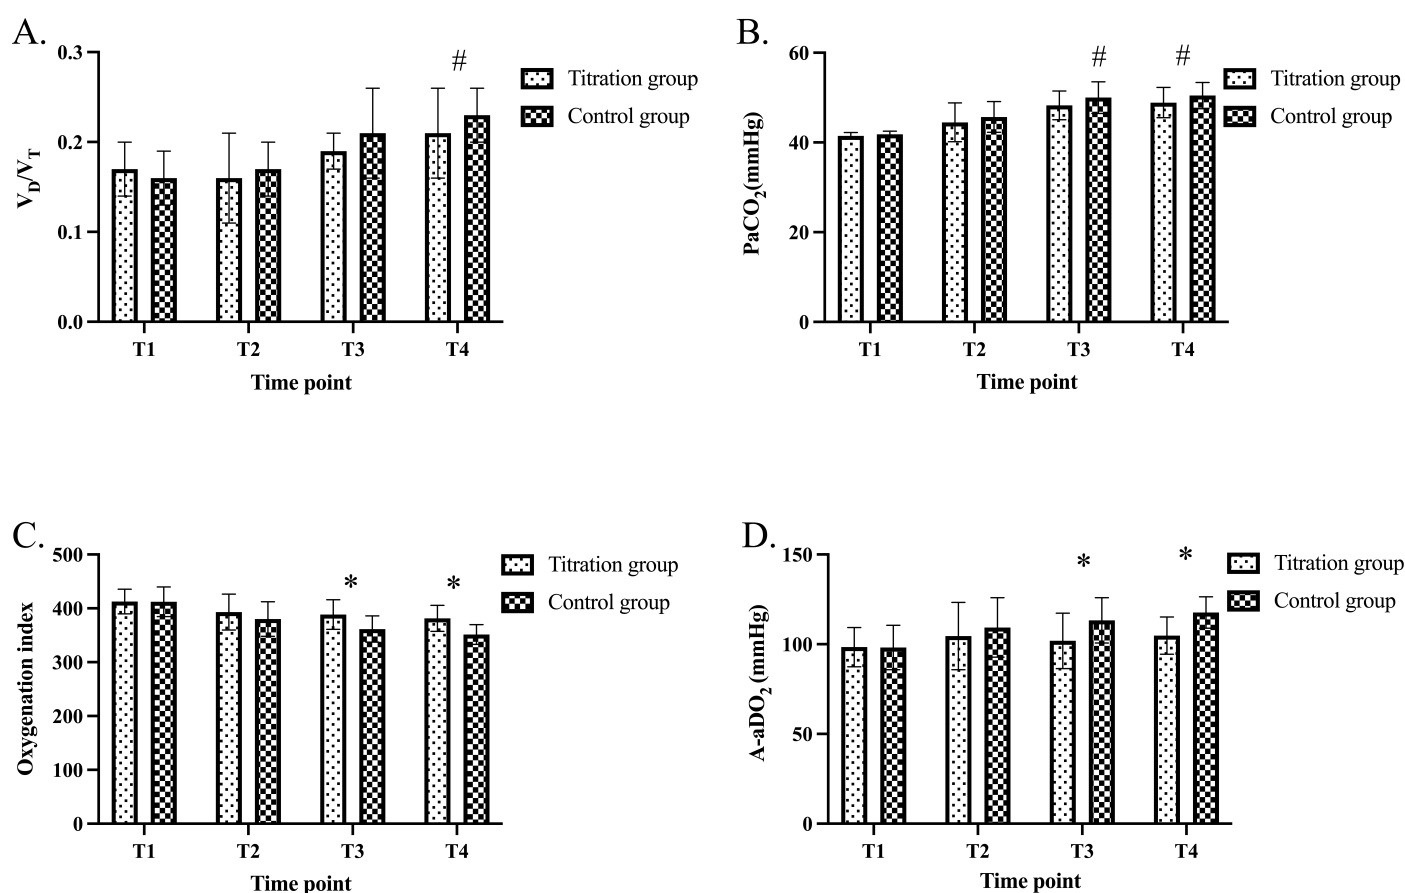 A.
0.3
0.2
0.1
0.0
V_D/V_T
#
T1 T2 T3 T4
Time point
Titration group
Control group
B.
60
40
20
0
PaCO₂(mmHg)
# #
T1 T2 T3 T4
Time point
Titration group
Control group
C.
500
400
300
200
100
0
Oxygenation index
* *
T1 T2 T3 T4
Time point
Titration group
Control group
D.
150
100
50
0
A-aDO₂ (mmHg)
* *
T1 T2 T3 T4
Time point
Titration group
Control group